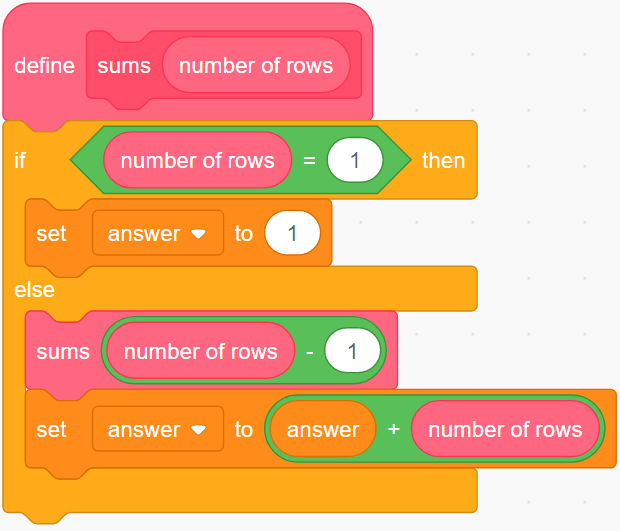 define sums number of rows
if number of rows = 1 then
set answer to 1
else
sums number of rows - 1
set answer to answer + number of rows